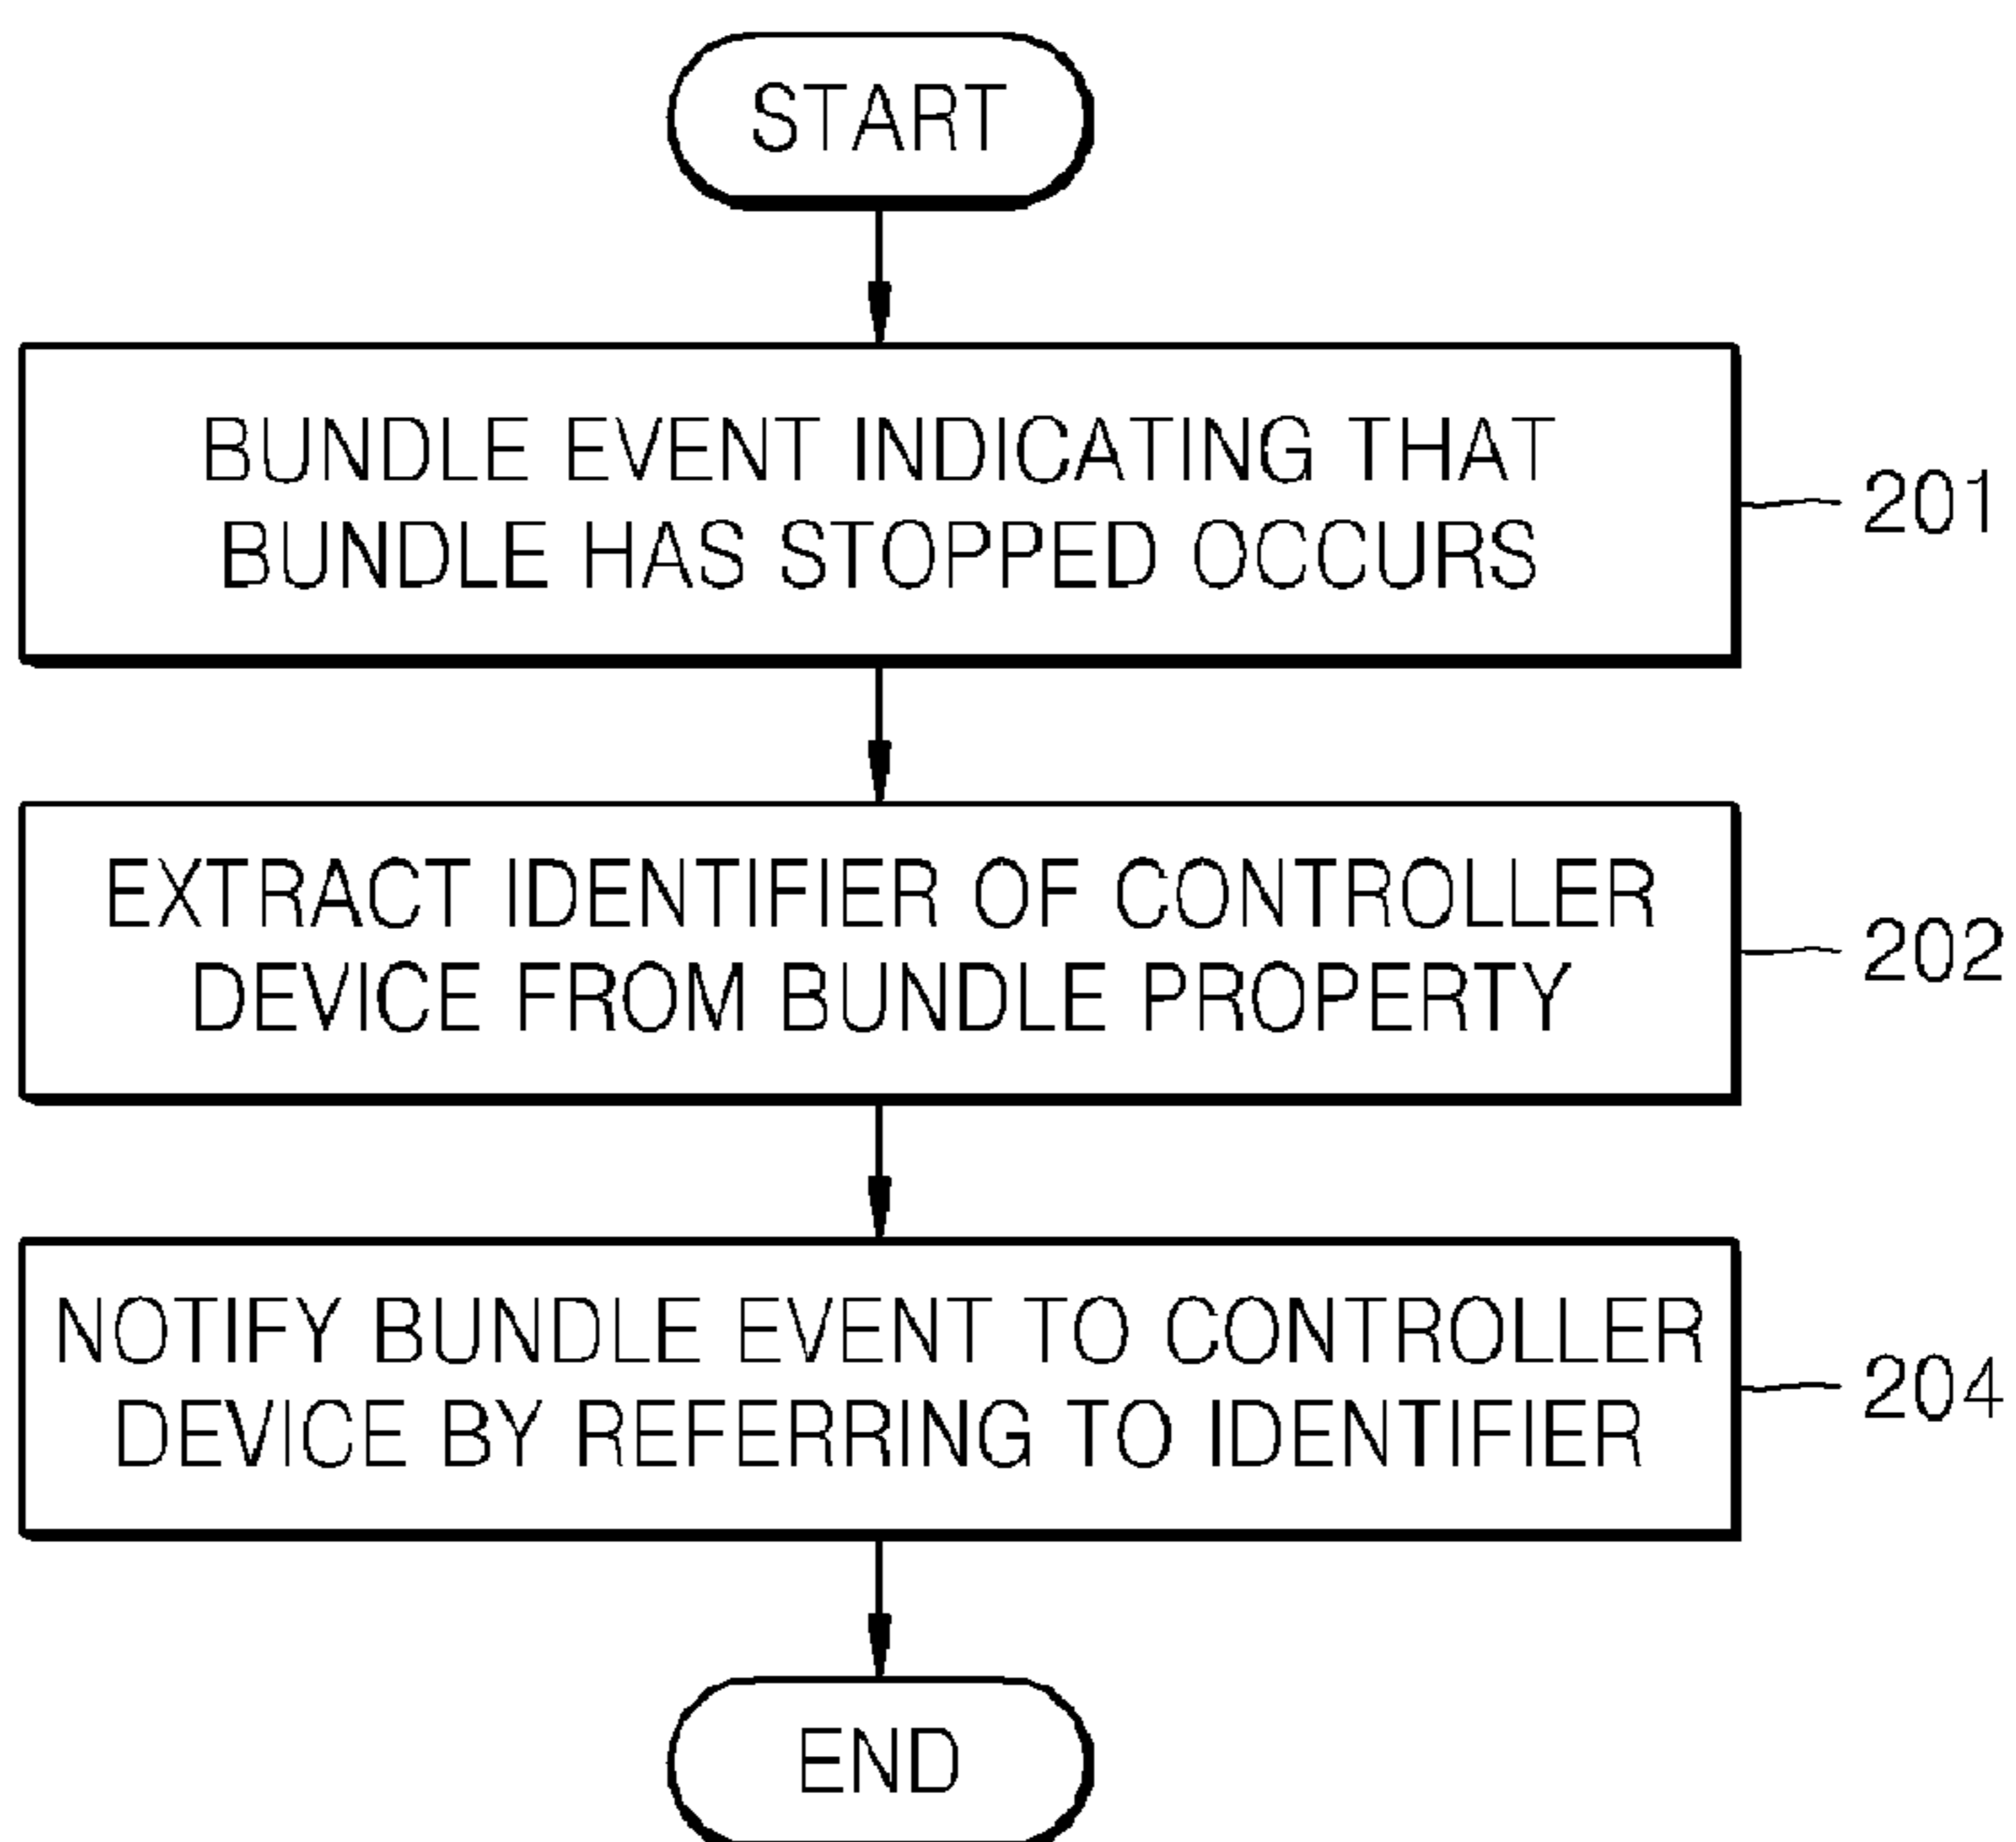 START
BUNDLE EVENT INDICATING THAT
BUNDLE HAS STOPPED OCCURS
201
EXTRACT IDENTIFIER OF CONTROLLER
DEVICE FROM BUNDLE PROPERTY
202
NOTIFY BUNDLE EVENT TO CONTROLLER
DEVICE BY REFERRING TO IDENTIFIER
204
END